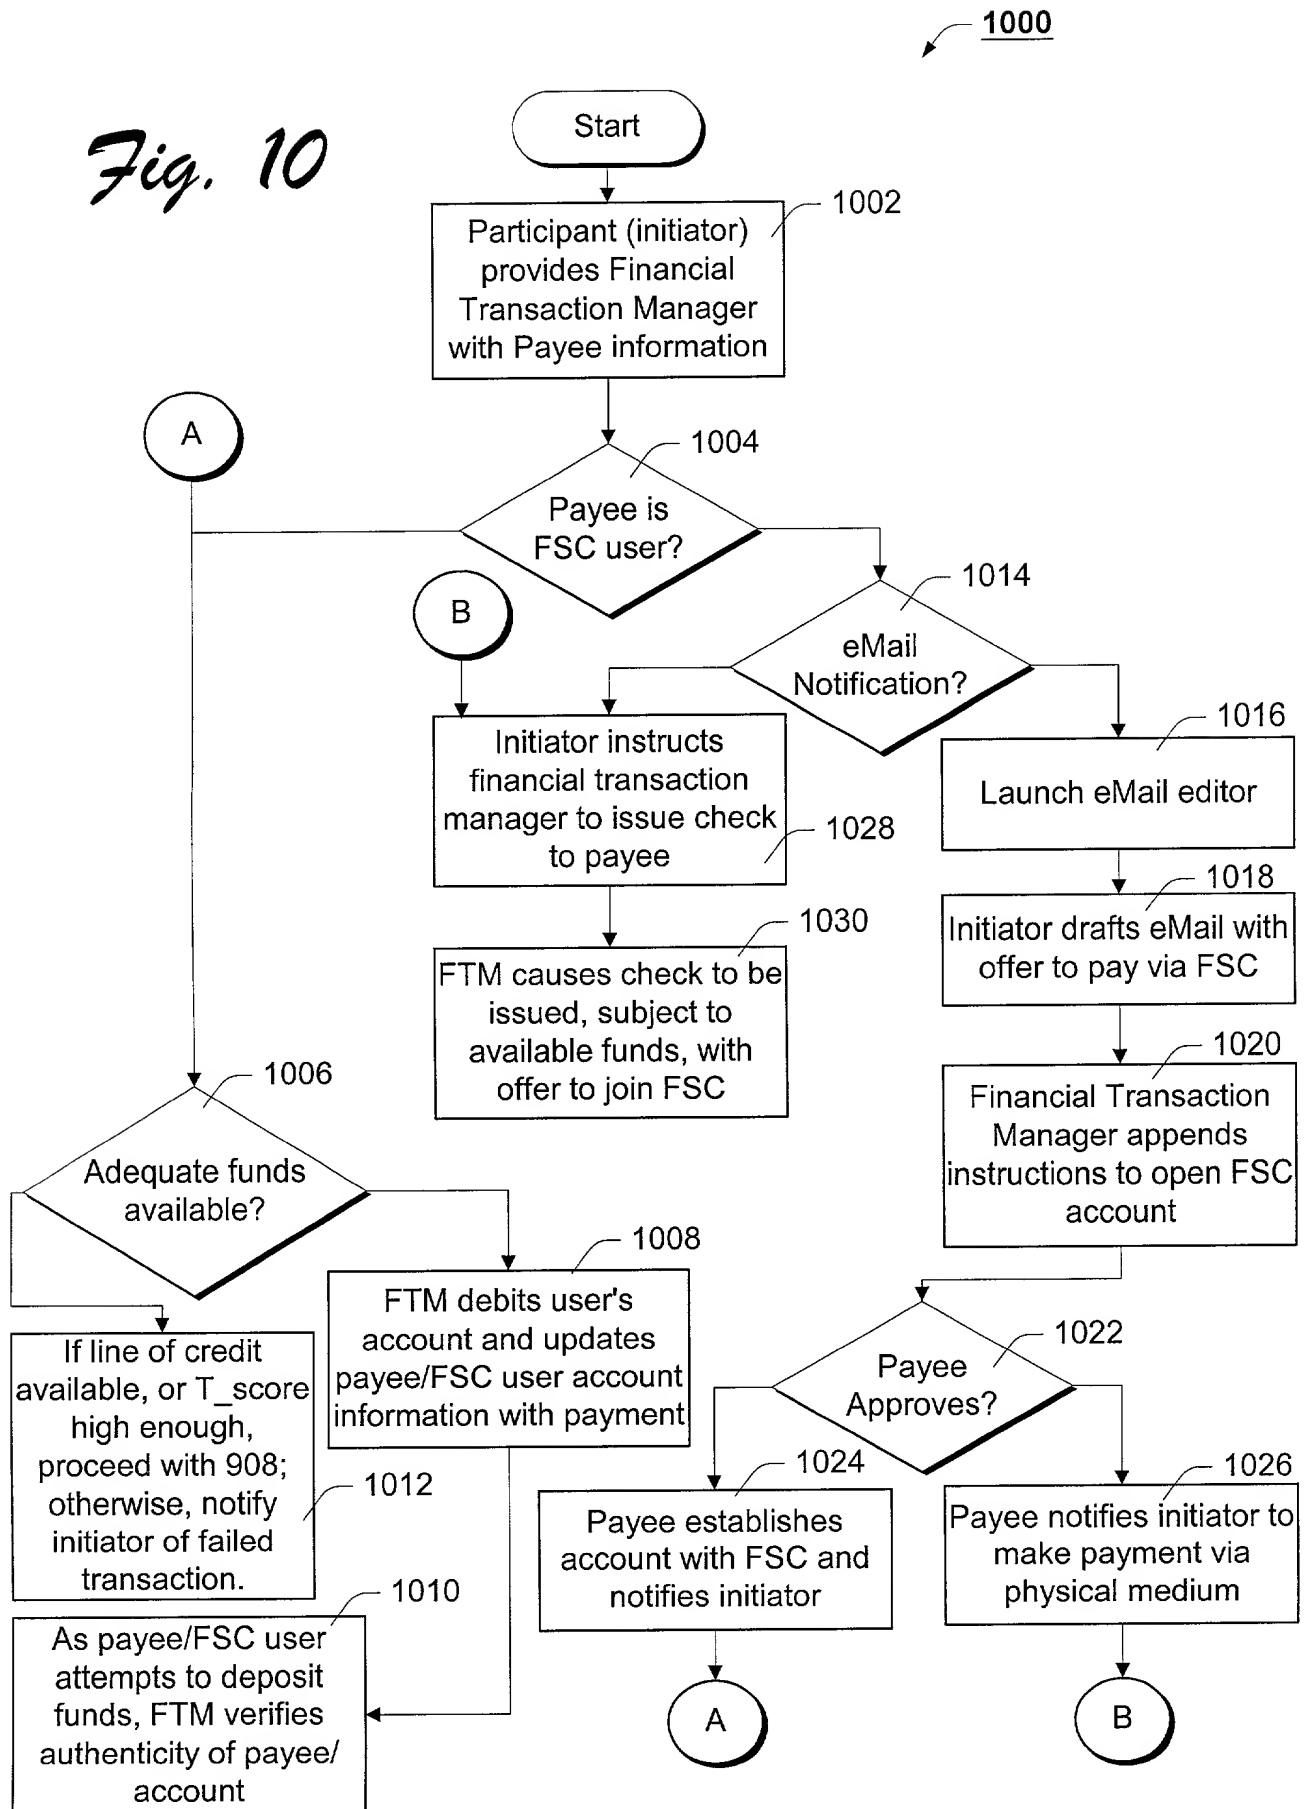 1000
Fig. 10
Start
1002
Participant (initiator)
provides Financial
Transaction Manager
with Payee information
A
1004
Payee is
FSC user?
B
1014
eMail
Notification?
Initiator instructs
financial transaction
manager to issue check
to payee
1028
1016
Launch eMail editor
1018
Initiator drafts eMail with
offer to pay via FSC
1030
FTM causes check to be
issued, subject to
available funds, with
offer to join FSC
1020
Financial Transaction
Manager appends
instructions to open FSC
account
1006
Adequate funds
available?
1008
FTM debits user's
account and updates
payee/FSC user account
information with payment
1022
Payee
Approves?
If line of credit
available, or T_score
high enough,
proceed with 908;
otherwise, notify
initiator of failed
transaction.
1012
1024
Payee establishes
account with FSC and
notifies initiator
1026
Payee notifies initiator to
make payment via
physical medium
1010
As payee/FSC user
attempts to deposit
funds, FTM verifies
authenticity of payee/
account
A
B